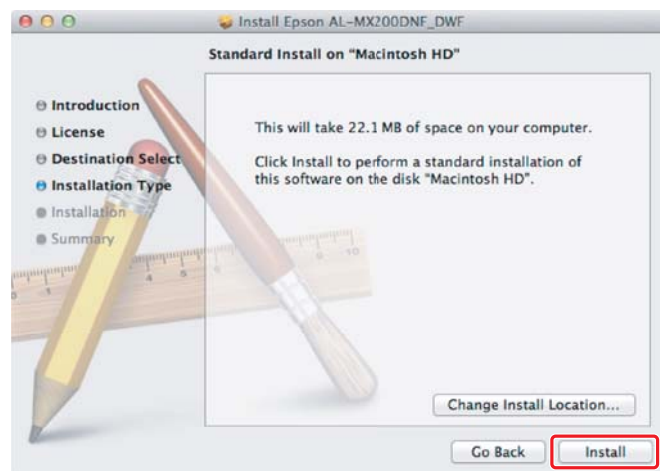 Install Epson AL-MX200DNF_DWF
Standard Install on "Macintosh HD"
Introduction
License
Destination Select
Installation Type
Installation
Summary
This will take 22.1 MB of space on your computer.
Click Install to perform a standard installation of
this software on the disk "Macintosh HD".
Change Install Location...
Go Back
Install